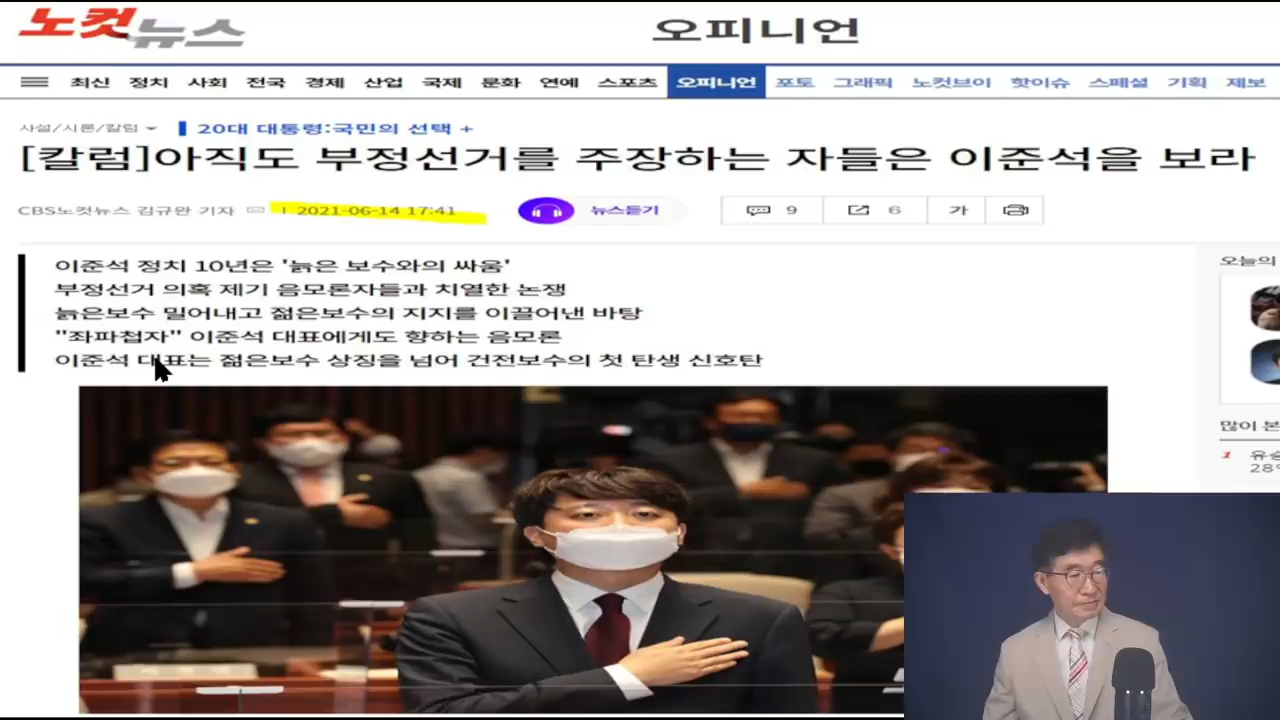 노컷뉴스
오피니언
최신 정치 사회 전국 경제 산업 국제 문화 연예 스포츠 오피니언 포토 그래픽 노컷브이 핫이슈 스페셜 기획 제보
사설/시론/칼럼 20대 대통령:국민의 선택 +
[칼럼]아직도 부정선거를 주장하는 자들은 이준석을 보라
CBS노컷뉴스 김규완 기자 2021-06-14 17:41 뉴스듣기 9 6 가
오늘의
이준석 정치 10년은 '늙은 보수와의 싸움'
부정선거 의혹 제기 음모론자들과 치열한 논쟁
늙은보수 밀어내고 젊은보수의 지지를 이끌어낸 바탕
"좌파첩자" 이준석 대표에게도 향하는 음모론
이준석 대표는 젊은보수 상징을 넘어 건전보수의 첫 탄생 신호탄
많이 본
1 유승
28%